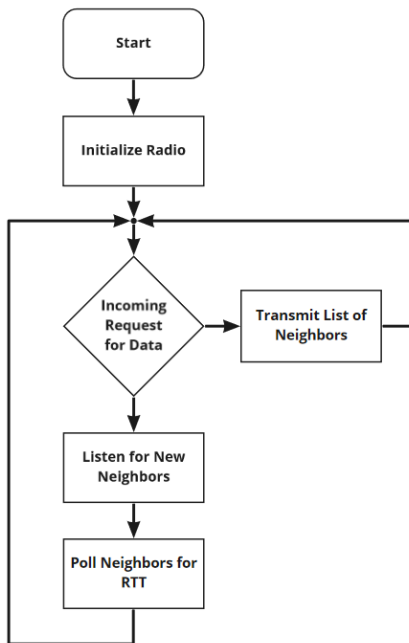 Start
Initialize Radio
Incoming
Request
for Data
Transmit List of
Neighbors
Listen for New
Neighbors
Poll Neighbors for
RTT